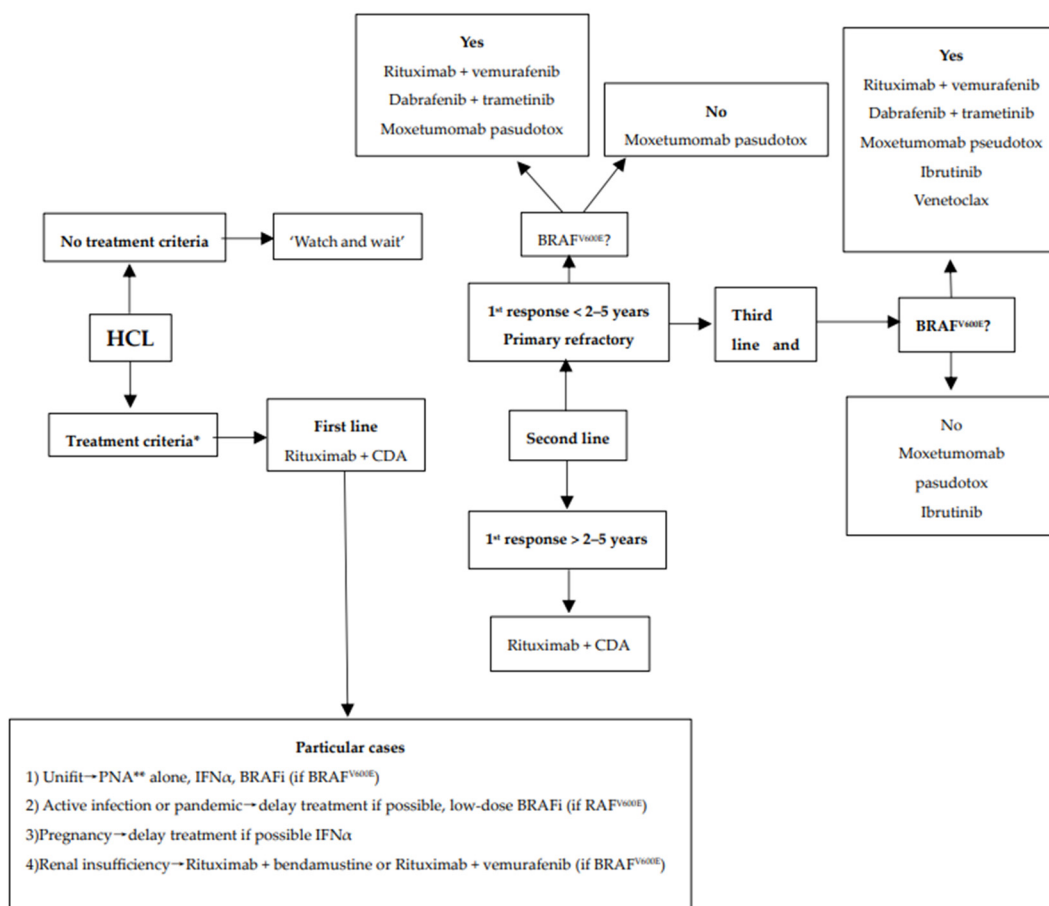 Yes
Rituximab + vemurafenib
Dabrafenib + trametinib
Moxetumomab pasudotox
No
Moxetumomab pasudotox
Yes
Rituximab + vemurafenib
Dabrafenib + trametinib
Moxetumomab pseudotox
Ibrutinib
Venetoclax
No treatment criteria
'Watch and wait'
BRAFV600E?
HCL
1st response < 2–5 years
Primary refractory
Third
line and
BRAFV600E?
Treatment criteria*
First line
Rituximab + CDA
Second line
No
Moxetumomab
pasudotox
Ibrutinib
1st response > 2–5 years
Rituximab + CDA
Particular cases
1) Unifit→PNA** alone, IFNα, BRAFi (if BRAFV600E)
2) Active infection or pandemic→delay treatment if possible, low-dose BRAFi (if RAFV600E)
3)Pregnancy→delay treatment if possible IFNα
4)Renal insufficiency→Rituximab + bendamustine or Rituximab + vemurafenib (if BRAFV600E)